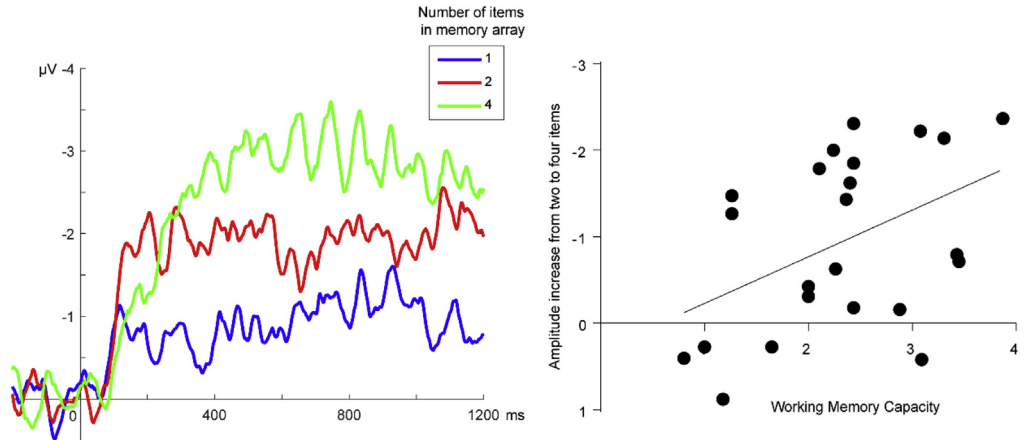 Number of items
in memory array
1
2
4
µV -4
-3
-2
-1
0
400
800
1200 ms
Amplitude increase from two to four items
-3
-2
-1
0
1
2
3
4
Working Memory Capacity